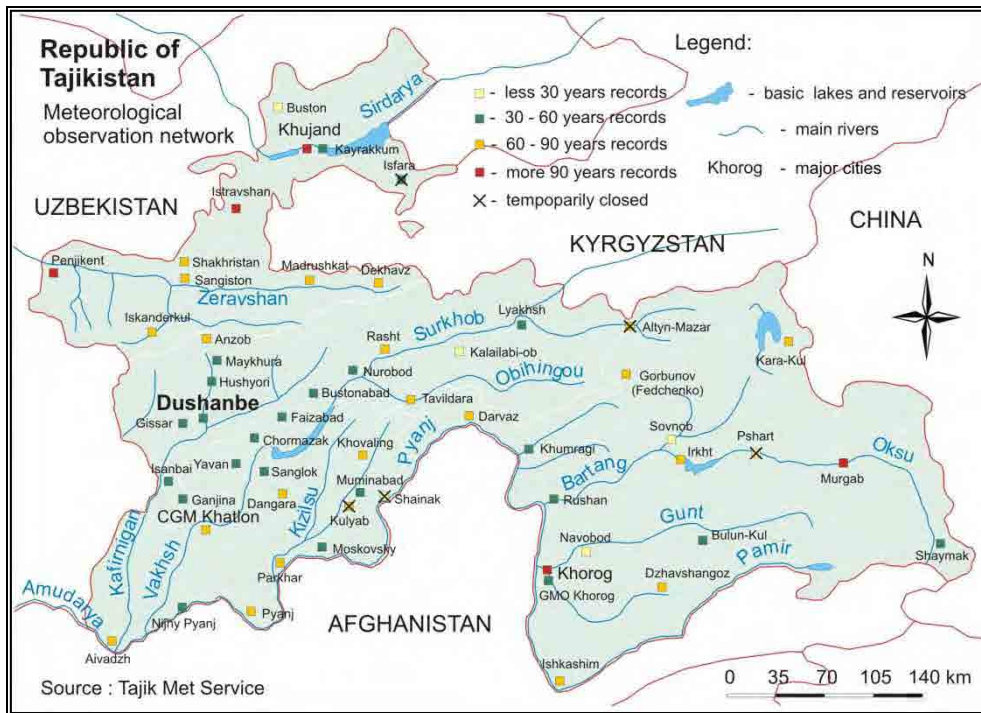 Republic of
Tajikistan
Meteorological
observation network
Legend:
- less 30 years records
- 30 - 60 years records
- 60 - 90 years records
- more 90 years records
- tempoparily closed
- basic lakes and reservoirs
- main rivers
Khorog - major cities
Buston
Sirdarya
Khujand
Kayrakkum
Isfara
Istravshan
UZBEKISTAN
KYRGYZSTAN
CHINA
N
Penjikent
Shakhristan
Sangiston
Madrushkat
Dekhavz
Zeravshan
Iskanderkul
Anzob
Maykhura
Hushyori
Rasht
Surkhob
Lyakhsh
Altyn-Mazar
Kara-Kul
Kalailabi-ob
Nurobod
Obihingou
Gorbunov
(Fedchenko)
Dushanbe
Bustonabad
Tavildara
Gissar
Faizabad
Darvaz
Chormazak
Khovaling
Pyanj
Khumragi
Sovnob
Irkht
Pshart
Oksu
Isanbai
Yavan
Sanglok
Muminabad
Shainak
Bartang
Murgab
Ganjina
Dangara
Kizilsu
Kulyab
Rushan
CGM Khatlon
Gunt
Moskovsky
Navobod
Bulun-Kul
Pamir
Shaymak
Kafirnigan
Vakhsh
Parkhar
Khorog
GMO Khorog
Dzhavshangoz
Amudarya
Nijny Pyanj
Pyanj
AFGHANISTAN
Aivadzh
Ishkashim
Source : Tajik Met Service
0 35 70 105 140 km